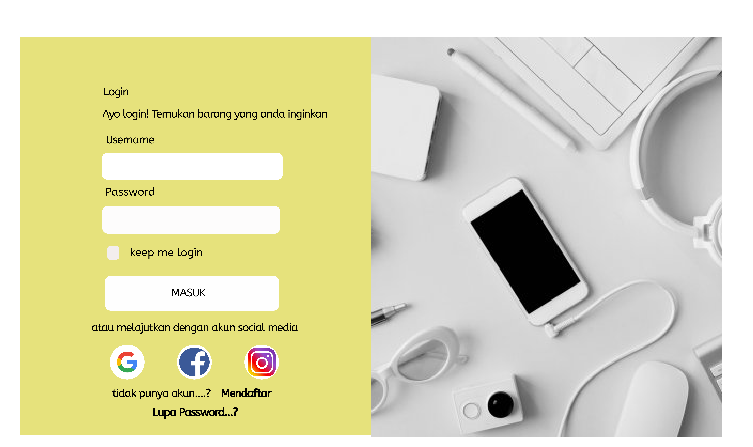 Login
Ayo login! Temukan barang yang anda inginkan
Username
Password
keep me login
MASUK
atau melajutkan dengan akun social media
tidak punya akun....? Mendaftar
Lupa Password...?